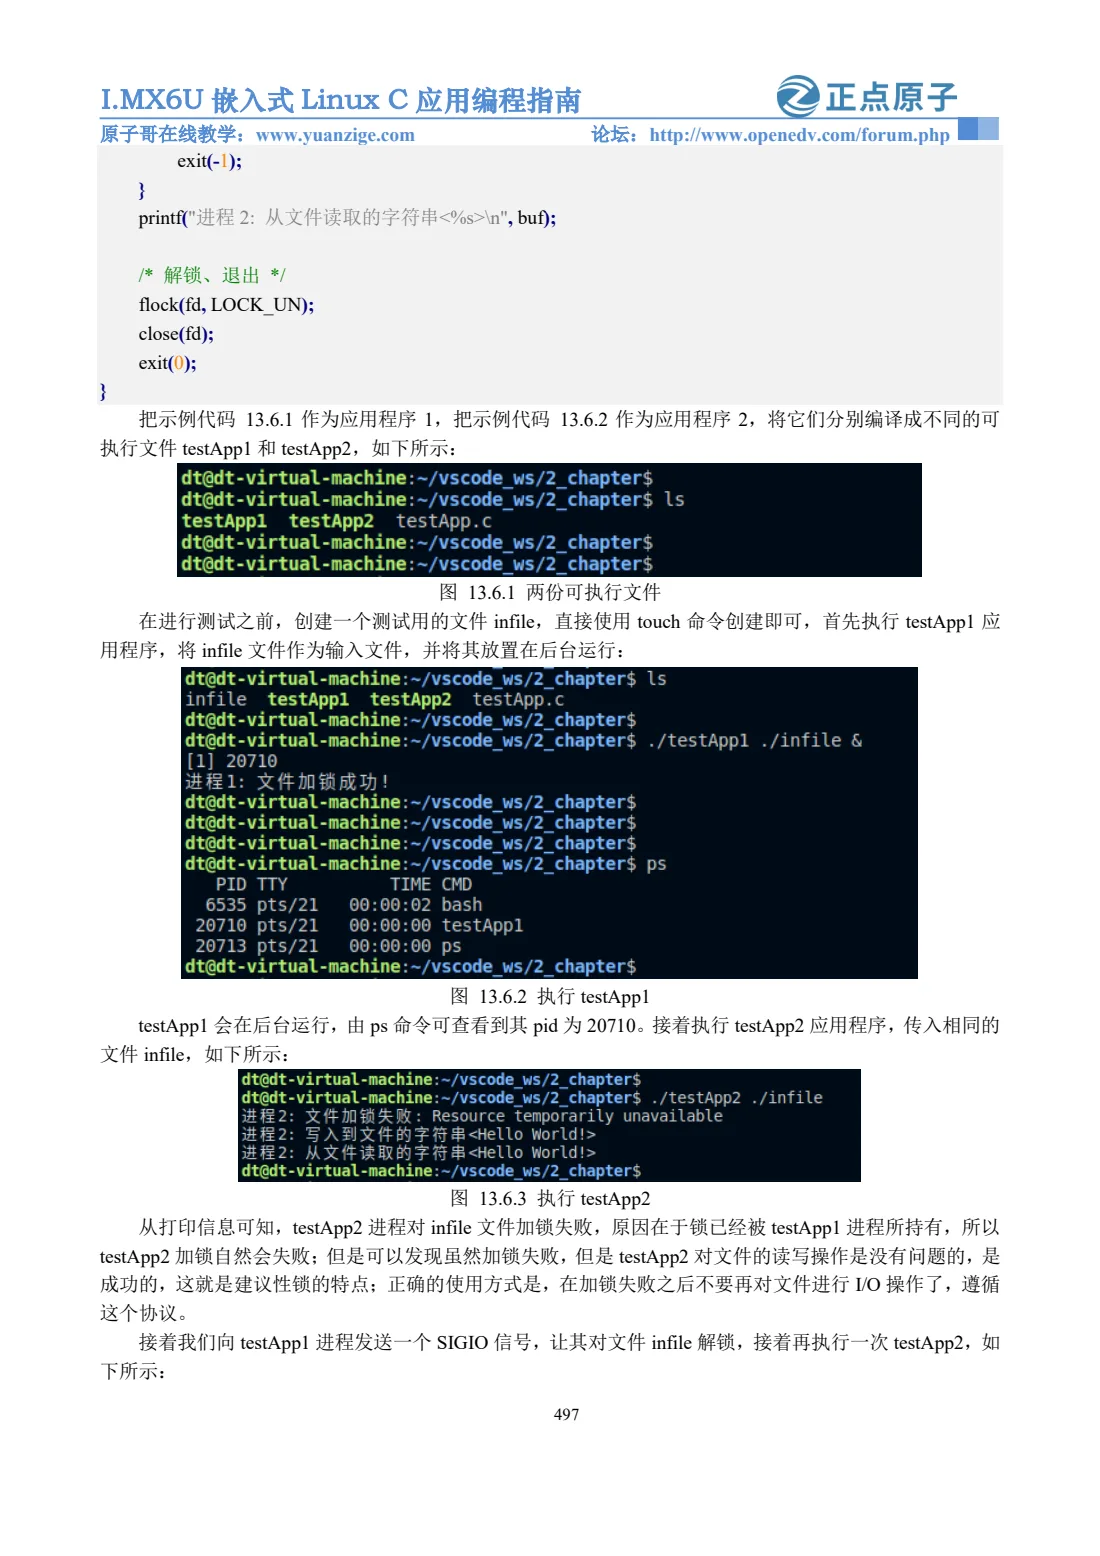 I.MX6U 嵌入式 Linux C 应用编程指南
正点原子
原子哥在线教学：www.yuanzige.com 论坛：http://www.openedv.com/forum.php
exit(-1);
}
printf("进程 2: 从文件读取的字符串<%s>\n", buf);
/* 解锁、退出 */
flock(fd, LOCK_UN);
close(fd);
exit(0);
}
把示例代码 13.6.1 作为应用程序 1，把示例代码 13.6.2 作为应用程序 2，将它们分别编译成不同的可
执行文件 testApp1 和 testApp2，如下所示：
dt@dt-virtual-machine:~/vscode_ws/2_chapter$
dt@dt-virtual-machine:~/vscode_ws/2_chapter$ ls
testApp1 testApp2 testApp.c
dt@dt-virtual-machine:~/vscode_ws/2_chapter$
dt@dt-virtual-machine:~/vscode_ws/2_chapter$
图 13.6.1 两份可执行文件
在进行测试之前，创建一个测试用的文件 infile，直接使用 touch 命令创建即可，首先执行 testApp1 应
用程序，将 infile 文件作为输入文件，并将其放置在后台运行：
dt@dt-virtual-machine:~/vscode_ws/2_chapter$ ls
infile testApp1 testApp2 testApp.c
dt@dt-virtual-machine:~/vscode_ws/2_chapter$
dt@dt-virtual-machine:~/vscode_ws/2_chapter$ ./testApp1 ./infile &
[1] 20710
进程1: 文件加锁成功!
dt@dt-virtual-machine:~/vscode_ws/2_chapter$
dt@dt-virtual-machine:~/vscode_ws/2_chapter$
dt@dt-virtual-machine:~/vscode_ws/2_chapter$
dt@dt-virtual-machine:~/vscode_ws/2_chapter$ ps
PID TTY TIME CMD
6535 pts/21 00:00:02 bash
20710 pts/21 00:00:00 testApp1
20713 pts/21 00:00:00 ps
dt@dt-virtual-machine:~/vscode_ws/2_chapter$
图 13.6.2 执行 testApp1
testApp1 会在后台运行，由 ps 命令可查看到其 pid 为 20710。接着执行 testApp2 应用程序，传入相同的
文件 infile，如下所示：
dt@dt-virtual-machine:~/vscode_ws/2_chapter$
dt@dt-virtual-machine:~/vscode_ws/2_chapter$ ./testApp2 ./infile
进程2: 文件加锁失败: Resource temporarily unavailable
进程2: 写入到文件的字符串<Hello World!>
进程2: 从文件读取的字符串<Hello World!>
dt@dt-virtual-machine:~/vscode_ws/2_chapter$
图 13.6.3 执行 testApp2
从打印信息可知，testApp2 进程对 infile 文件加锁失败，原因在于锁已经被 testApp1 进程所持有，所以
testApp2 加锁自然会失败；但是可以发现虽然加锁失败，但是 testApp2 对文件的读写操作是没有问题的，是
成功的，这就是建议性锁的特点；正确的使用方式是，在加锁失败之后不要再对文件进行 I/O 操作了，遵循
这个协议。
接着我们向 testApp1 进程发送一个 SIGIO 信号，让其对文件 infile 解锁，接着再执行一次 testApp2，如
下所示：
497